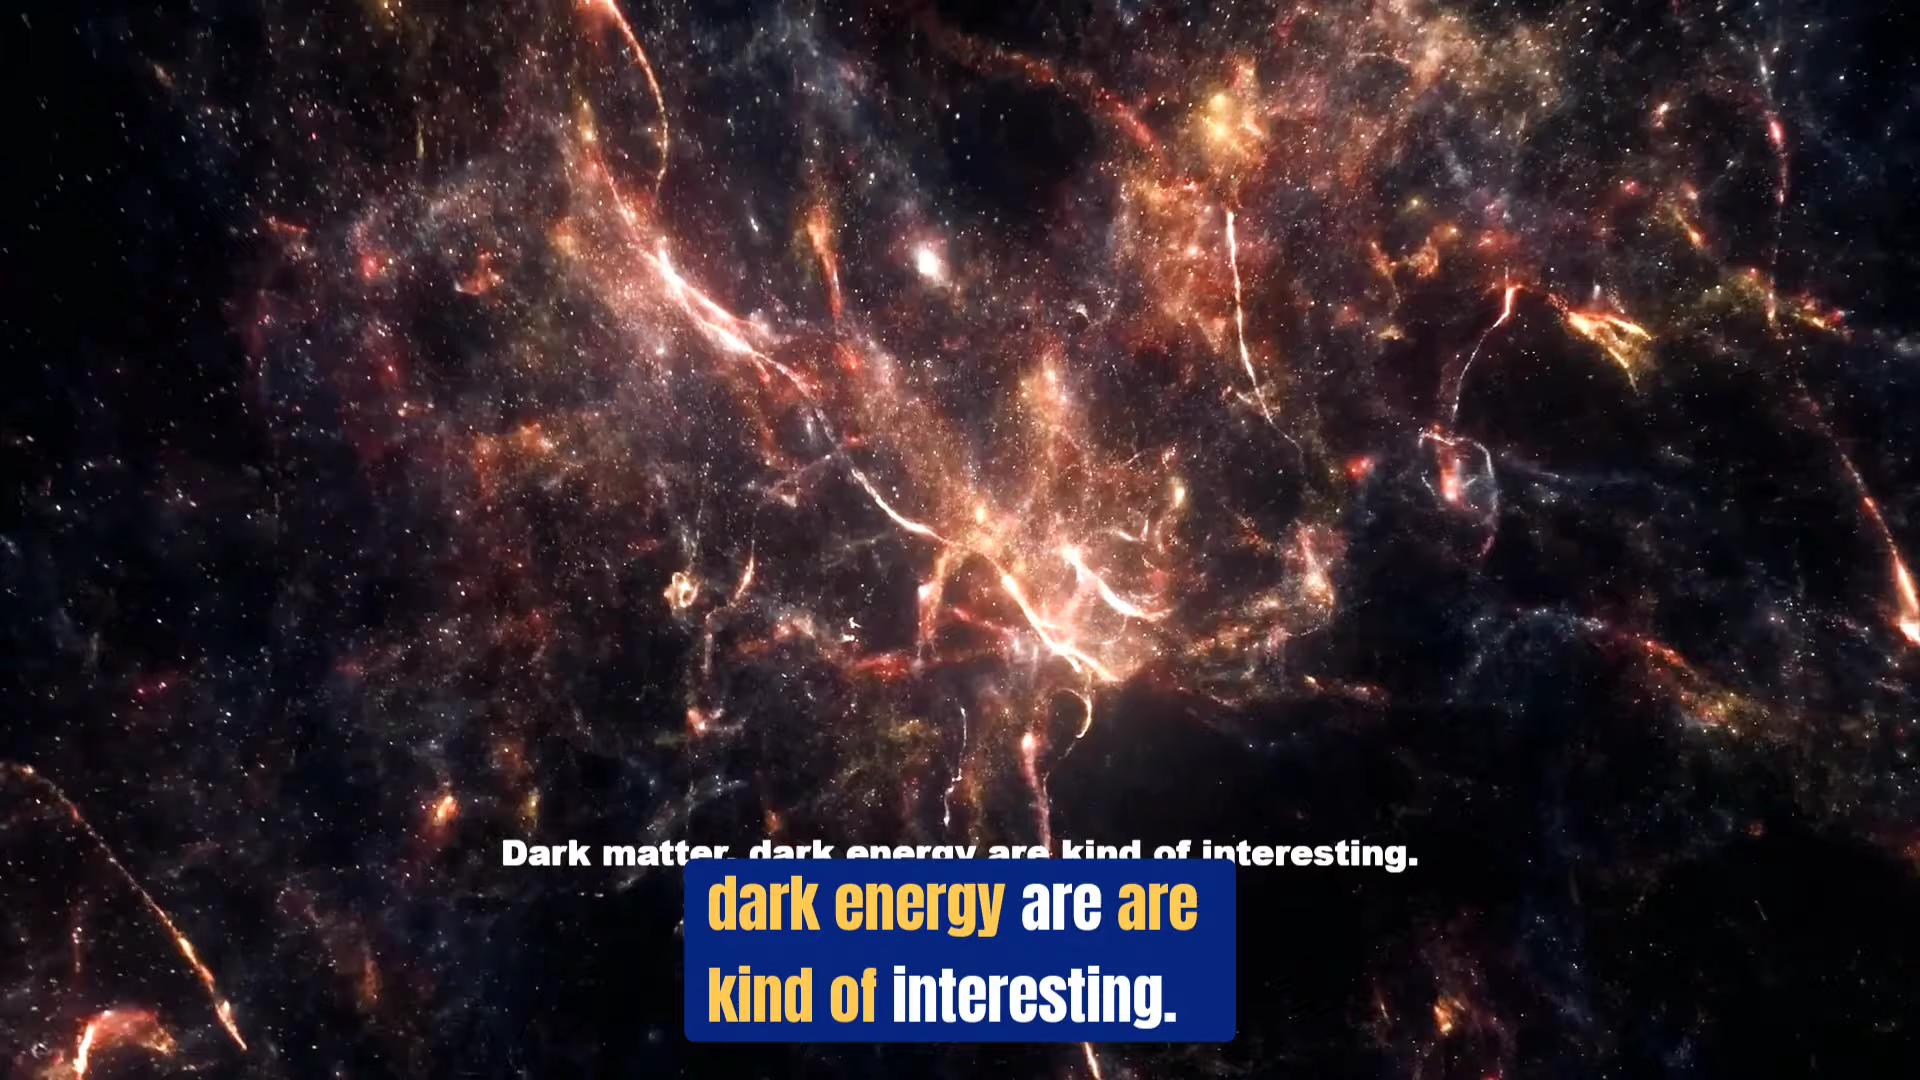 Dark matter, dark energy are kind of interesting.
dark energy are are
kind of interesting.